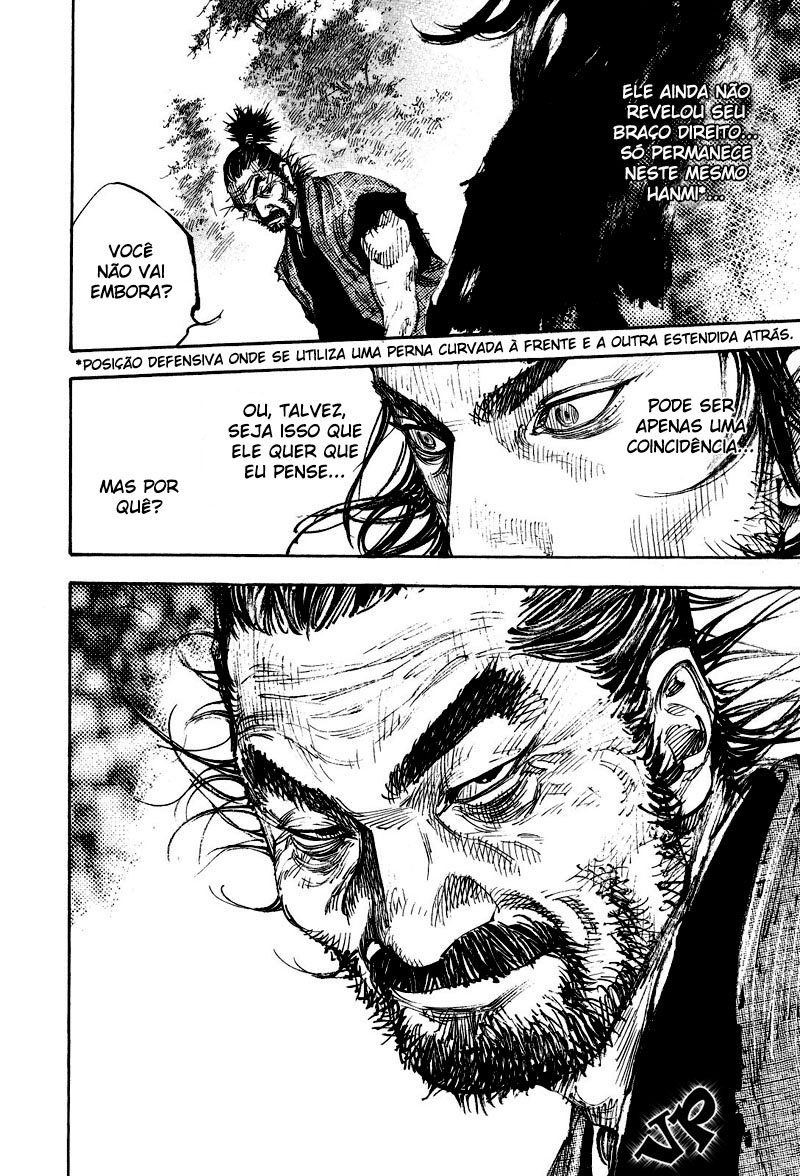 ELE AINDA NÃO
REVELOU SEU
BRAÇO DIREITO...
SÓ PERMANECE
NESTE MESMO
HANMI*...
VOCÊ
NÃO VAI
EMBORA?
*POSIÇÃO DEFENSIVA ONDE SE UTILIZA UMA PERNA CURVADA À FRENTE E A OUTRA ESTENDIDA ATRÁS.
PODE SER
APENAS UMA
COINCIDÊNCIA...
OU, TALVEZ,
SEJA ISSO QUE
ELE QUER QUE
EU PENSE...
MAS POR
QUÊ?
VP